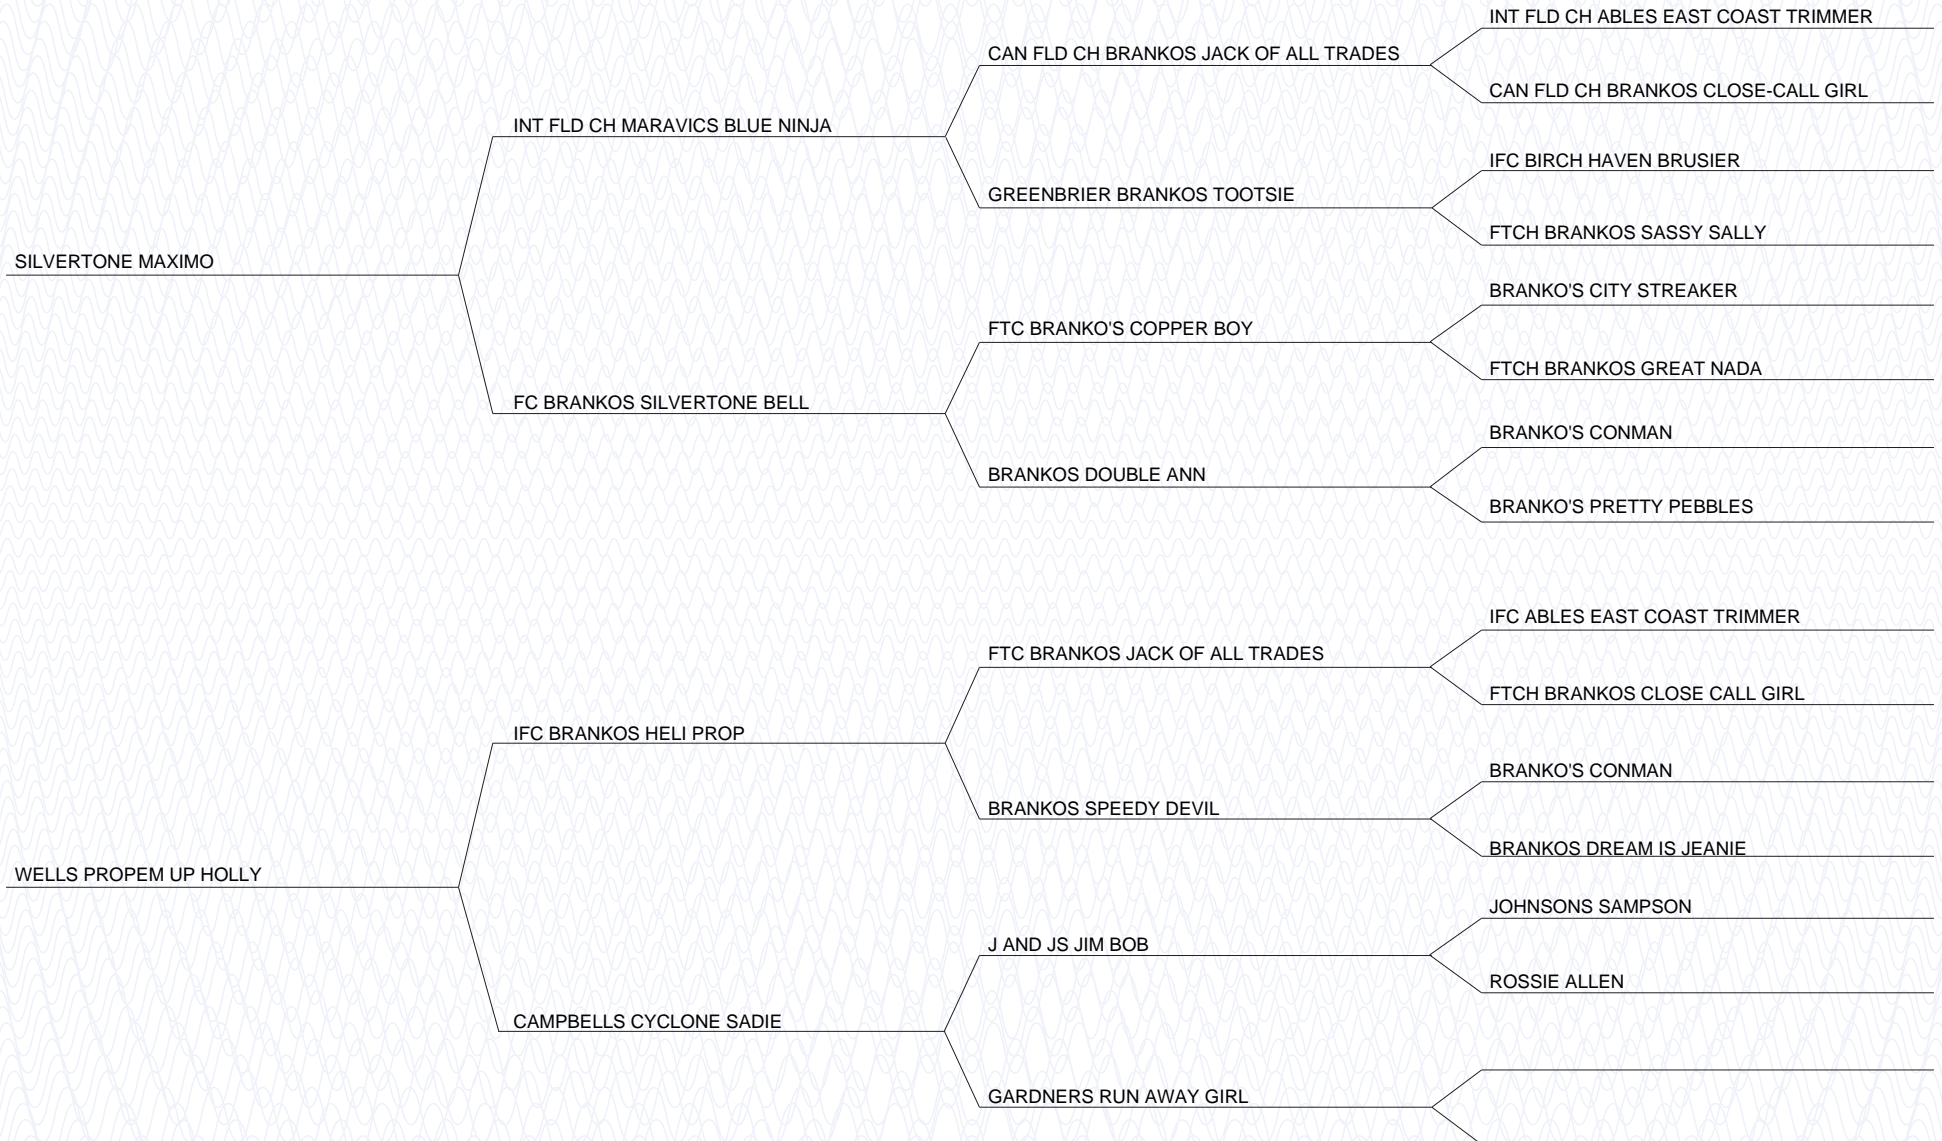 INT FLD CH ABLES EAST COAST TRIMMER
CAN FLD CH BRANKOS JACK OF ALL TRADES
CAN FLD CH BRANKOS CLOSE-CALL GIRL
INT FLD CH MARAVICS BLUE NINJA
IFC BIRCH HAVEN BRUSIER
GREENBRIER BRANKOS TOOTSIE
FTCH BRANKOS SASSY SALLY
SILVERTONE MAXIMO
BRANKO'S CITY STREAKER
FTC BRANKO'S COPPER BOY
FTCH BRANKOS GREAT NADA
FC BRANKOS SILVERTONE BELL
BRANKO'S CONMAN
BRANKOS DOUBLE ANN
BRANKO'S PRETTY PEBBLES
IFC ABLES EAST COAST TRIMMER
FTC BRANKOS JACK OF ALL TRADES
FTCH BRANKOS CLOSE CALL GIRL
IFC BRANKOS HELI PROP
BRANKO'S CONMAN
BRANKOS SPEEDY DEVIL
BRANKOS DREAM IS JEANIE
WELLS PROPEM UP HOLLY
JOHNSONS SAMPSON
J AND JS JIM BOB
ROSSIE ALLEN
CAMPBELLS CYCLONE SADIE
GARDNERS RUN AWAY GIRL